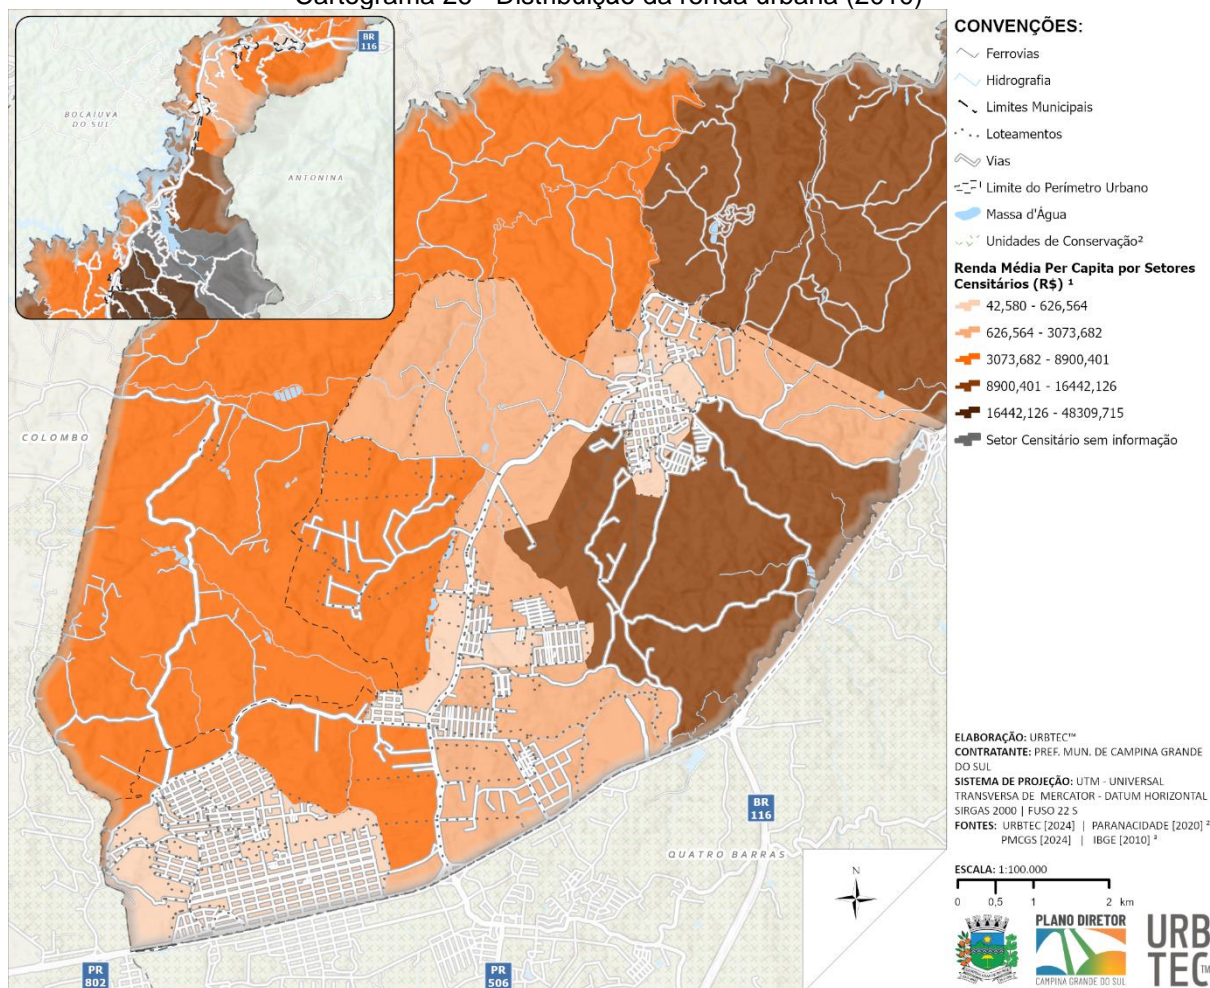 Cartograma 26 - Distribuição da renda urbana (2010)
BR
116
BOCAIUVA
DO SUL
ANTONINA
COLOMBO
QUATRO BARRAS
BR
116
PR
802
PR
506
N
CONVENÇÕES:
Ferrovias
Hidrografia
Limites Municipais
Loteamentos
Vias
Limite do Perímetro Urbano
Massa d'Água
Unidades de Conservação²
Renda Média Per Capita por Setores
Censitários (R$) ¹
42,580 - 626,564
626,564 - 3073,682
3073,682 - 8900,401
8900,401 - 16442,126
16442,126 - 48309,715
Setor Censitário sem informação
ELABORAÇÃO: URBTEC™
CONTRATANTE: PREF. MUN. DE CAMPINA GRANDE
DO SUL
SISTEMA DE PROJEÇÃO: UTM - UNIVERSAL
TRANSVERSA DE MERCATOR - DATUM HORIZONTAL
SIRGAS 2000 | FUSO 22 S
FONTES: URBTEC [2024] | PARANACIDADE [2020] ²
PMCGS [2024] | IBGE [2010] ³
ESCALA: 1:100.000
0 0,5 1 2 km
PLANO DIRETOR
CAMPINA GRANDE DO SUL
URB
TEC™